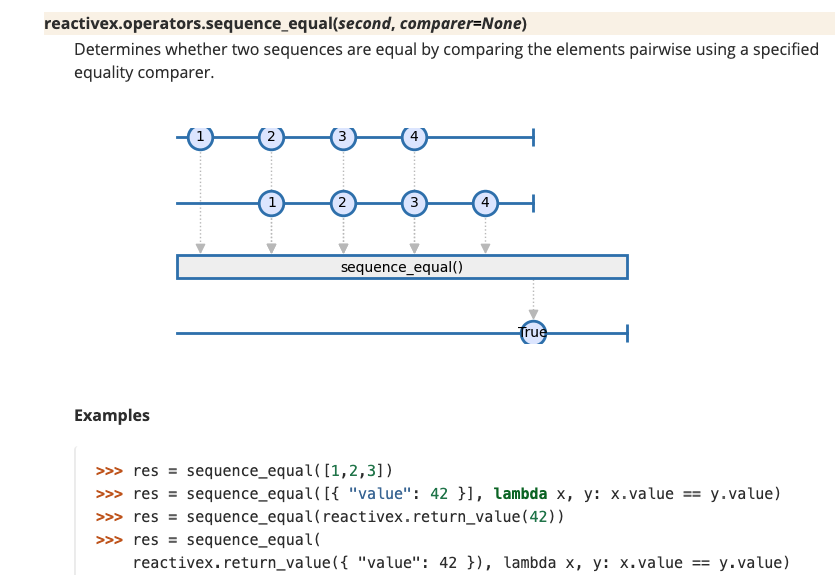 reactivex.operators.sequence_equal(second, comparer=None)
Determines whether two sequences are equal by comparing the elements pairwise using a specified
equality comparer.
1 2 3 4
1 2 3 4
sequence_equal()
True
Examples
>>> res = sequence_equal([1,2,3])
>>> res = sequence_equal([{ "value": 42 }], lambda x, y: x.value == y.value)
>>> res = sequence_equal(reactivex.return_value(42))
>>> res = sequence_equal(
reactivex.return_value({ "value": 42 }), lambda x, y: x.value == y.value)